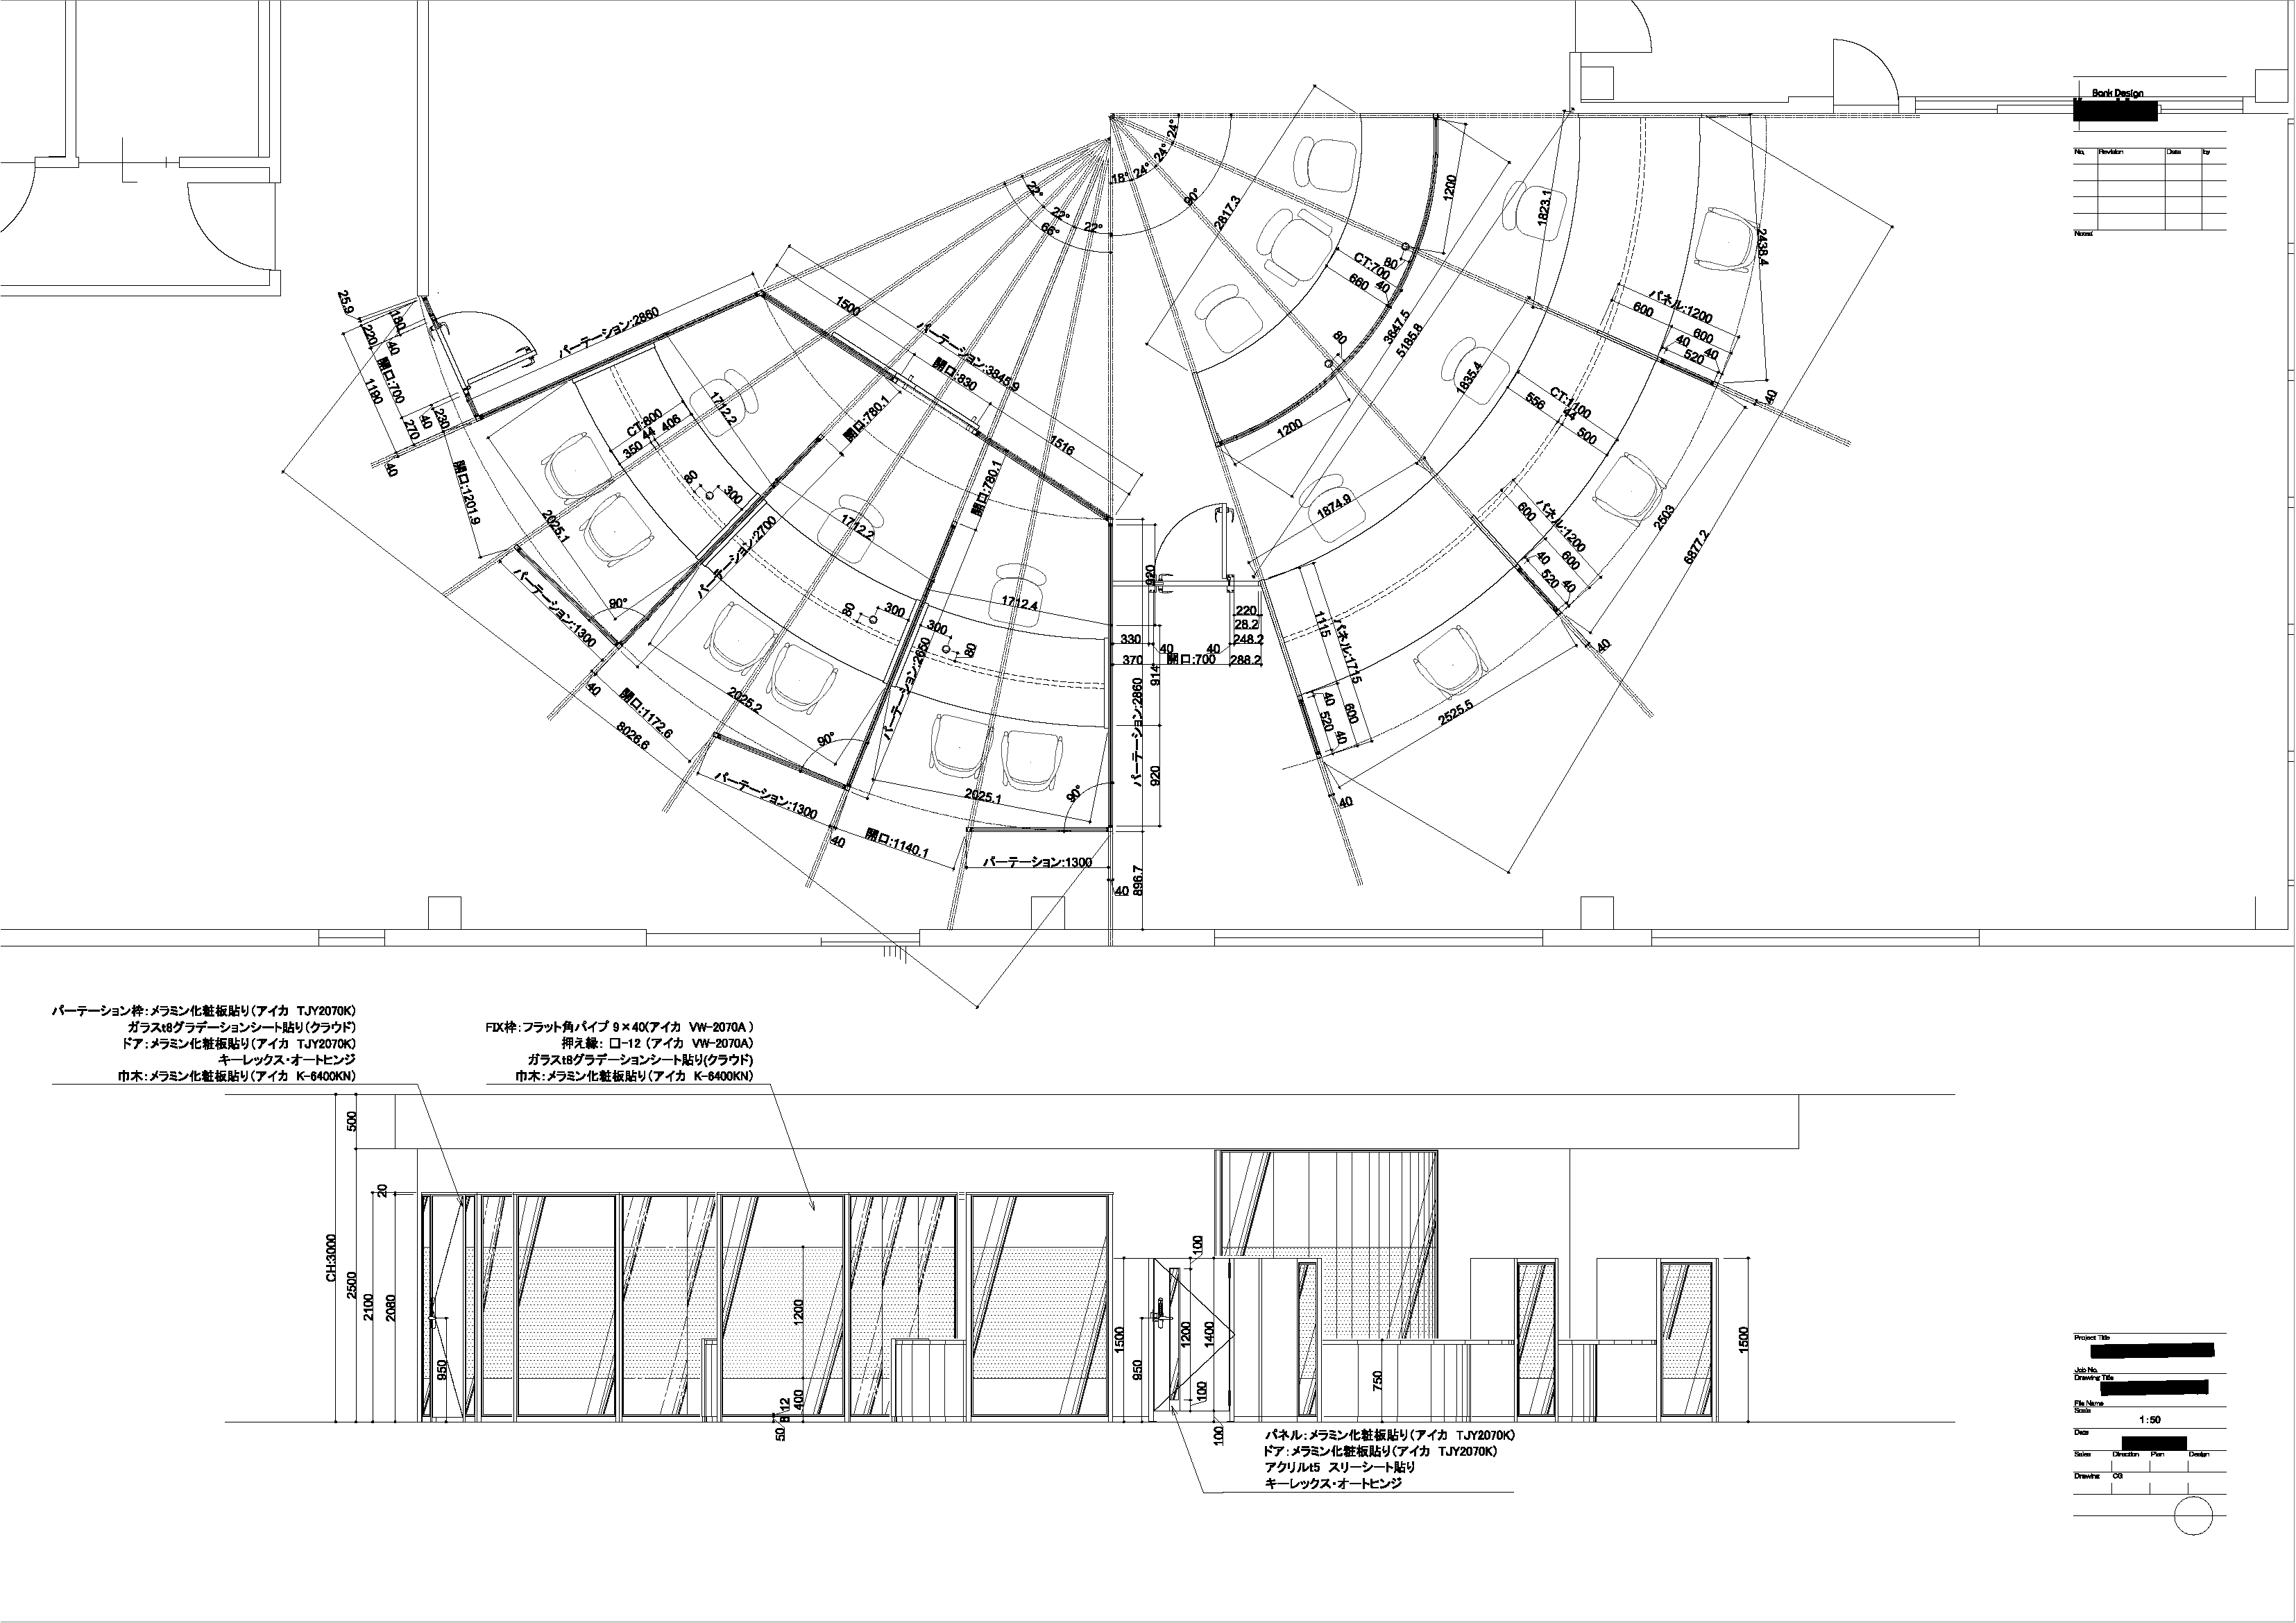 Bank Design
No.
Revision
Date
by
Notes:
24°
24°
24°
18°
90°
22°
22°
22°
66°
2817.3
1200
1823.1
2438.4
CT:700
80
40
660
80
3647.5
5185.8
1200
パネル:1200
600
600
40
40
520
40
1835.4
CT:1100
556
44
500
1874.9
パネル:1200
600
600
40
520
40
40
2503
6877.2
1115
パネル:1715
40
600
520
40
2525.5
40
25.9
180
220
40
開口:700
1190
40
230
270
40
パーテーション:2860
1500
パーテーション:3845.9
開口:830
1516
開口:780.1
開口:780.1
1712.2
CT:800
350
44
406
80
300
開口:1201.9
2025.1
パーテーション:2700
パーテーション:1300
90°
40
開口:1172.6
8026.6
1712.2
80
300
300
80
2025.2
パーテーション:2650
90°
パーテーション:1300
40
開口:1140.1
1712.4
2025.1
90°
パーテーション:1300
40
896.7
920
914
パーテーション:2860
920
220
28.2
330
40
40
248.2
370
開口:700
288.2
パーテーション枠:メラミン化粧板貼り(アイカ TJY2070K)
ガラスt8グラデーションシート貼り(クラウド)
ドア:メラミン化粧板貼り(アイカ TJY2070K)
キーレックス・オートヒンジ
巾木:メラミン化粧板貼り(アイカ K-6400KN)
FIX枠:フラット角パイプ 9×40(アイカ VW-2070A )
押え縁: 口-12 (アイカ VW-2070A)
ガラスt8グラデーションシート貼り(クラウド)
巾木:メラミン化粧板貼り(アイカ K-6400KN)
500
20
CH:3000
2500
2100
2080
950
1200
400
12
8
50
1500
950
100
1200
1400
100
100
750
1500
パネル:メラミン化粧板貼り(アイカ TJY2070K)
ドア:メラミン化粧板貼り(アイカ TJY2070K)
アクリルt5 スリーシート貼り
キーレックス・オートヒンジ
Project Title
Job No.
Drawing Title
File Name
Scale
1:50
Date
Sales
Direction
Plan
Design
Drawing
CG